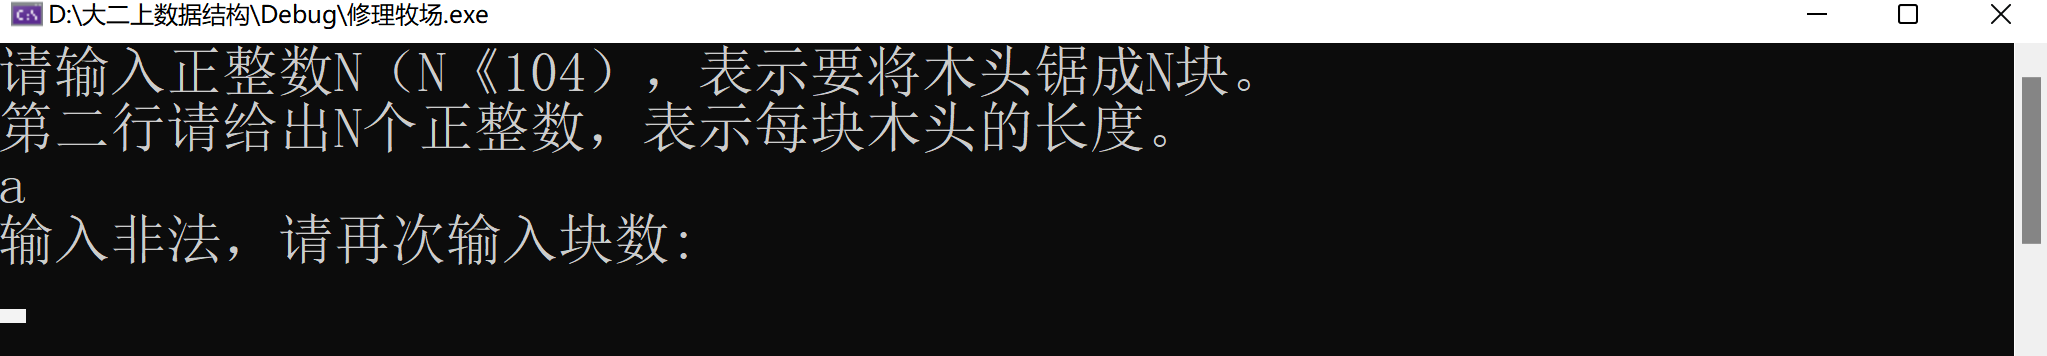 D:\大二上数据结构\Debug\修理牧场.exe
请输入正整数N（N《104），表示要将木头锯成N块。
第二行请给出N个正整数，表示每块木头的长度。
a
输入非法，请再次输入块数：